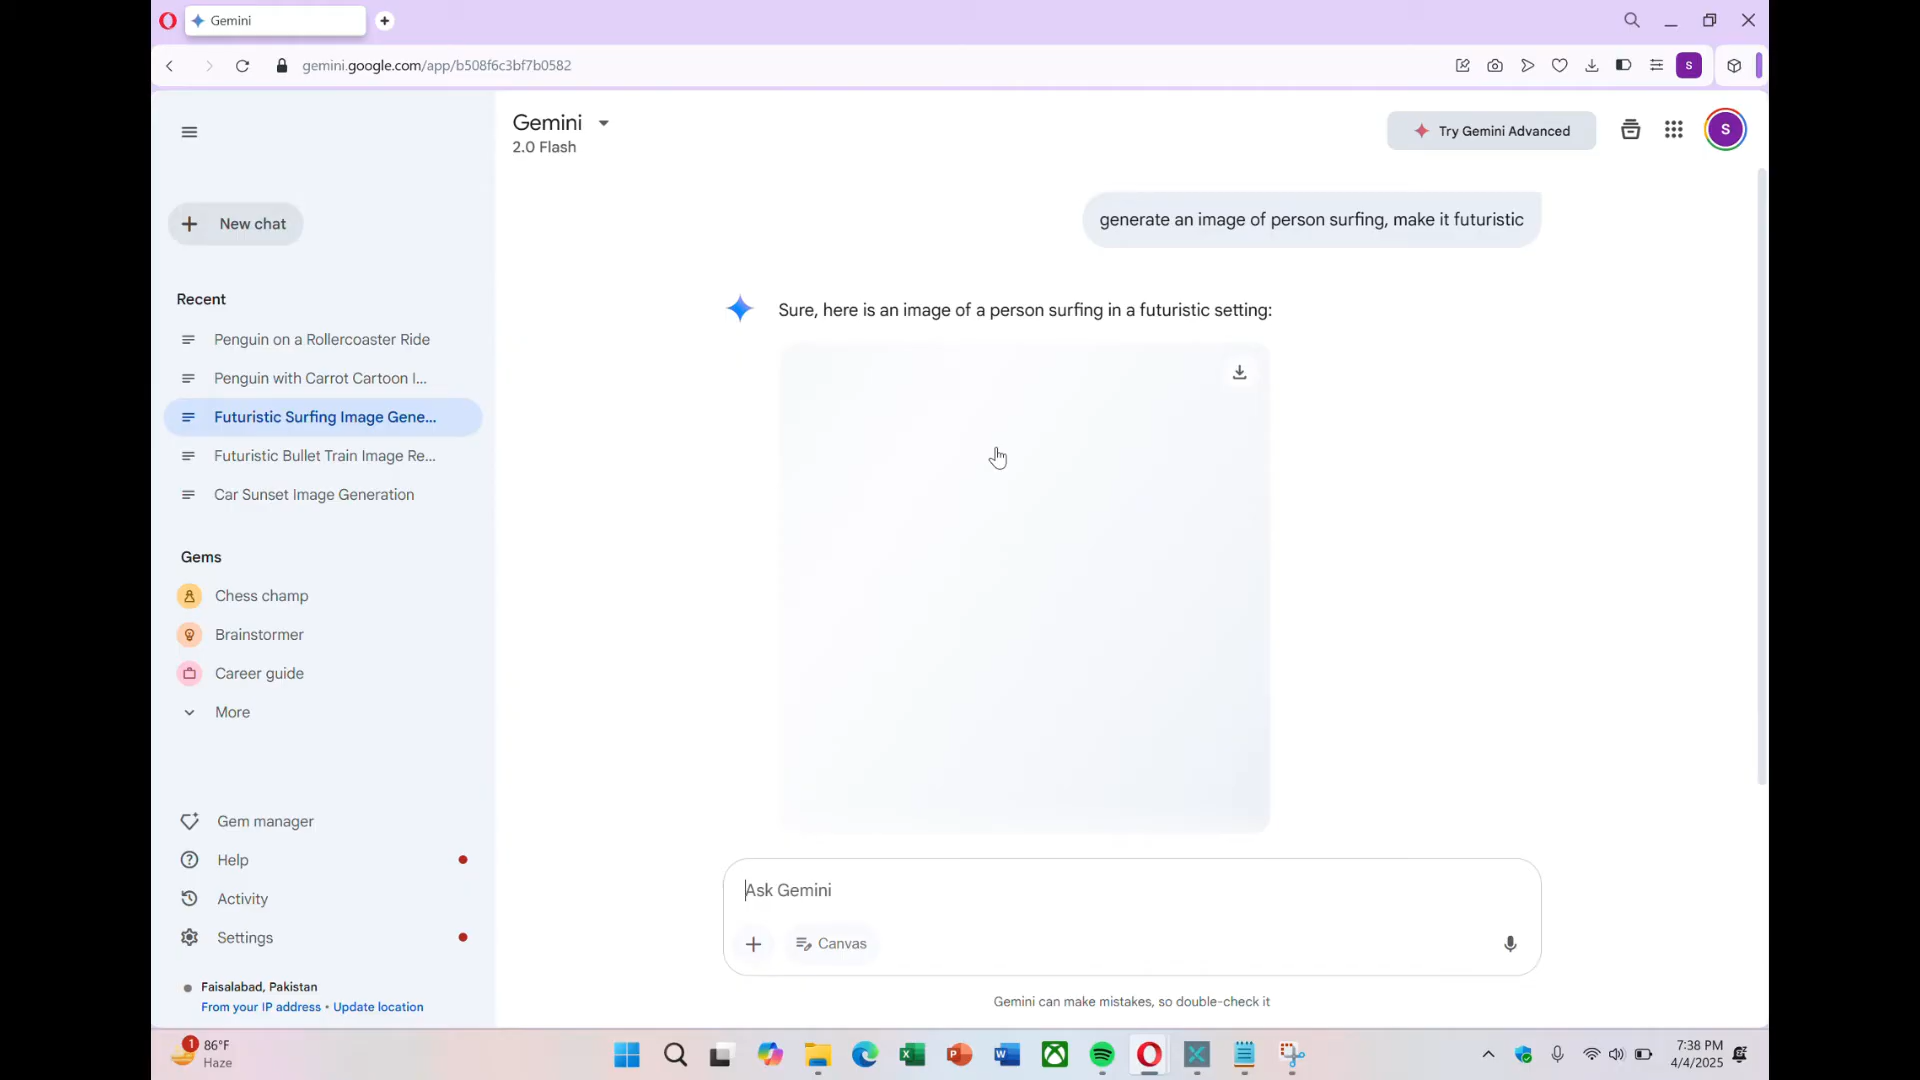 Gemini
gemini.google.com/app/b508f6c3bf7b0582
S
Gemini
2.0 Flash
Try Gemini Advanced
S
New chat
generate an image of person surfing, make it futuristic
Recent
Sure, here is an image of a person surfing in a futuristic setting:
Penguin on a Rollercoaster Ride
Penguin with Carrot Cartoon I...
Futuristic Surfing Image Gene...
Futuristic Bullet Train Image Re...
Car Sunset Image Generation
Gems
Chess champ
Brainstormer
Career guide
More
Gem manager
Help
Activity
Settings
Ask Gemini
Canvas
Faisalabad, Pakistan
From your IP address • Update location
Gemini can make mistakes, so double-check it
1
86°F
Haze
7:38 PM
4/4/2025